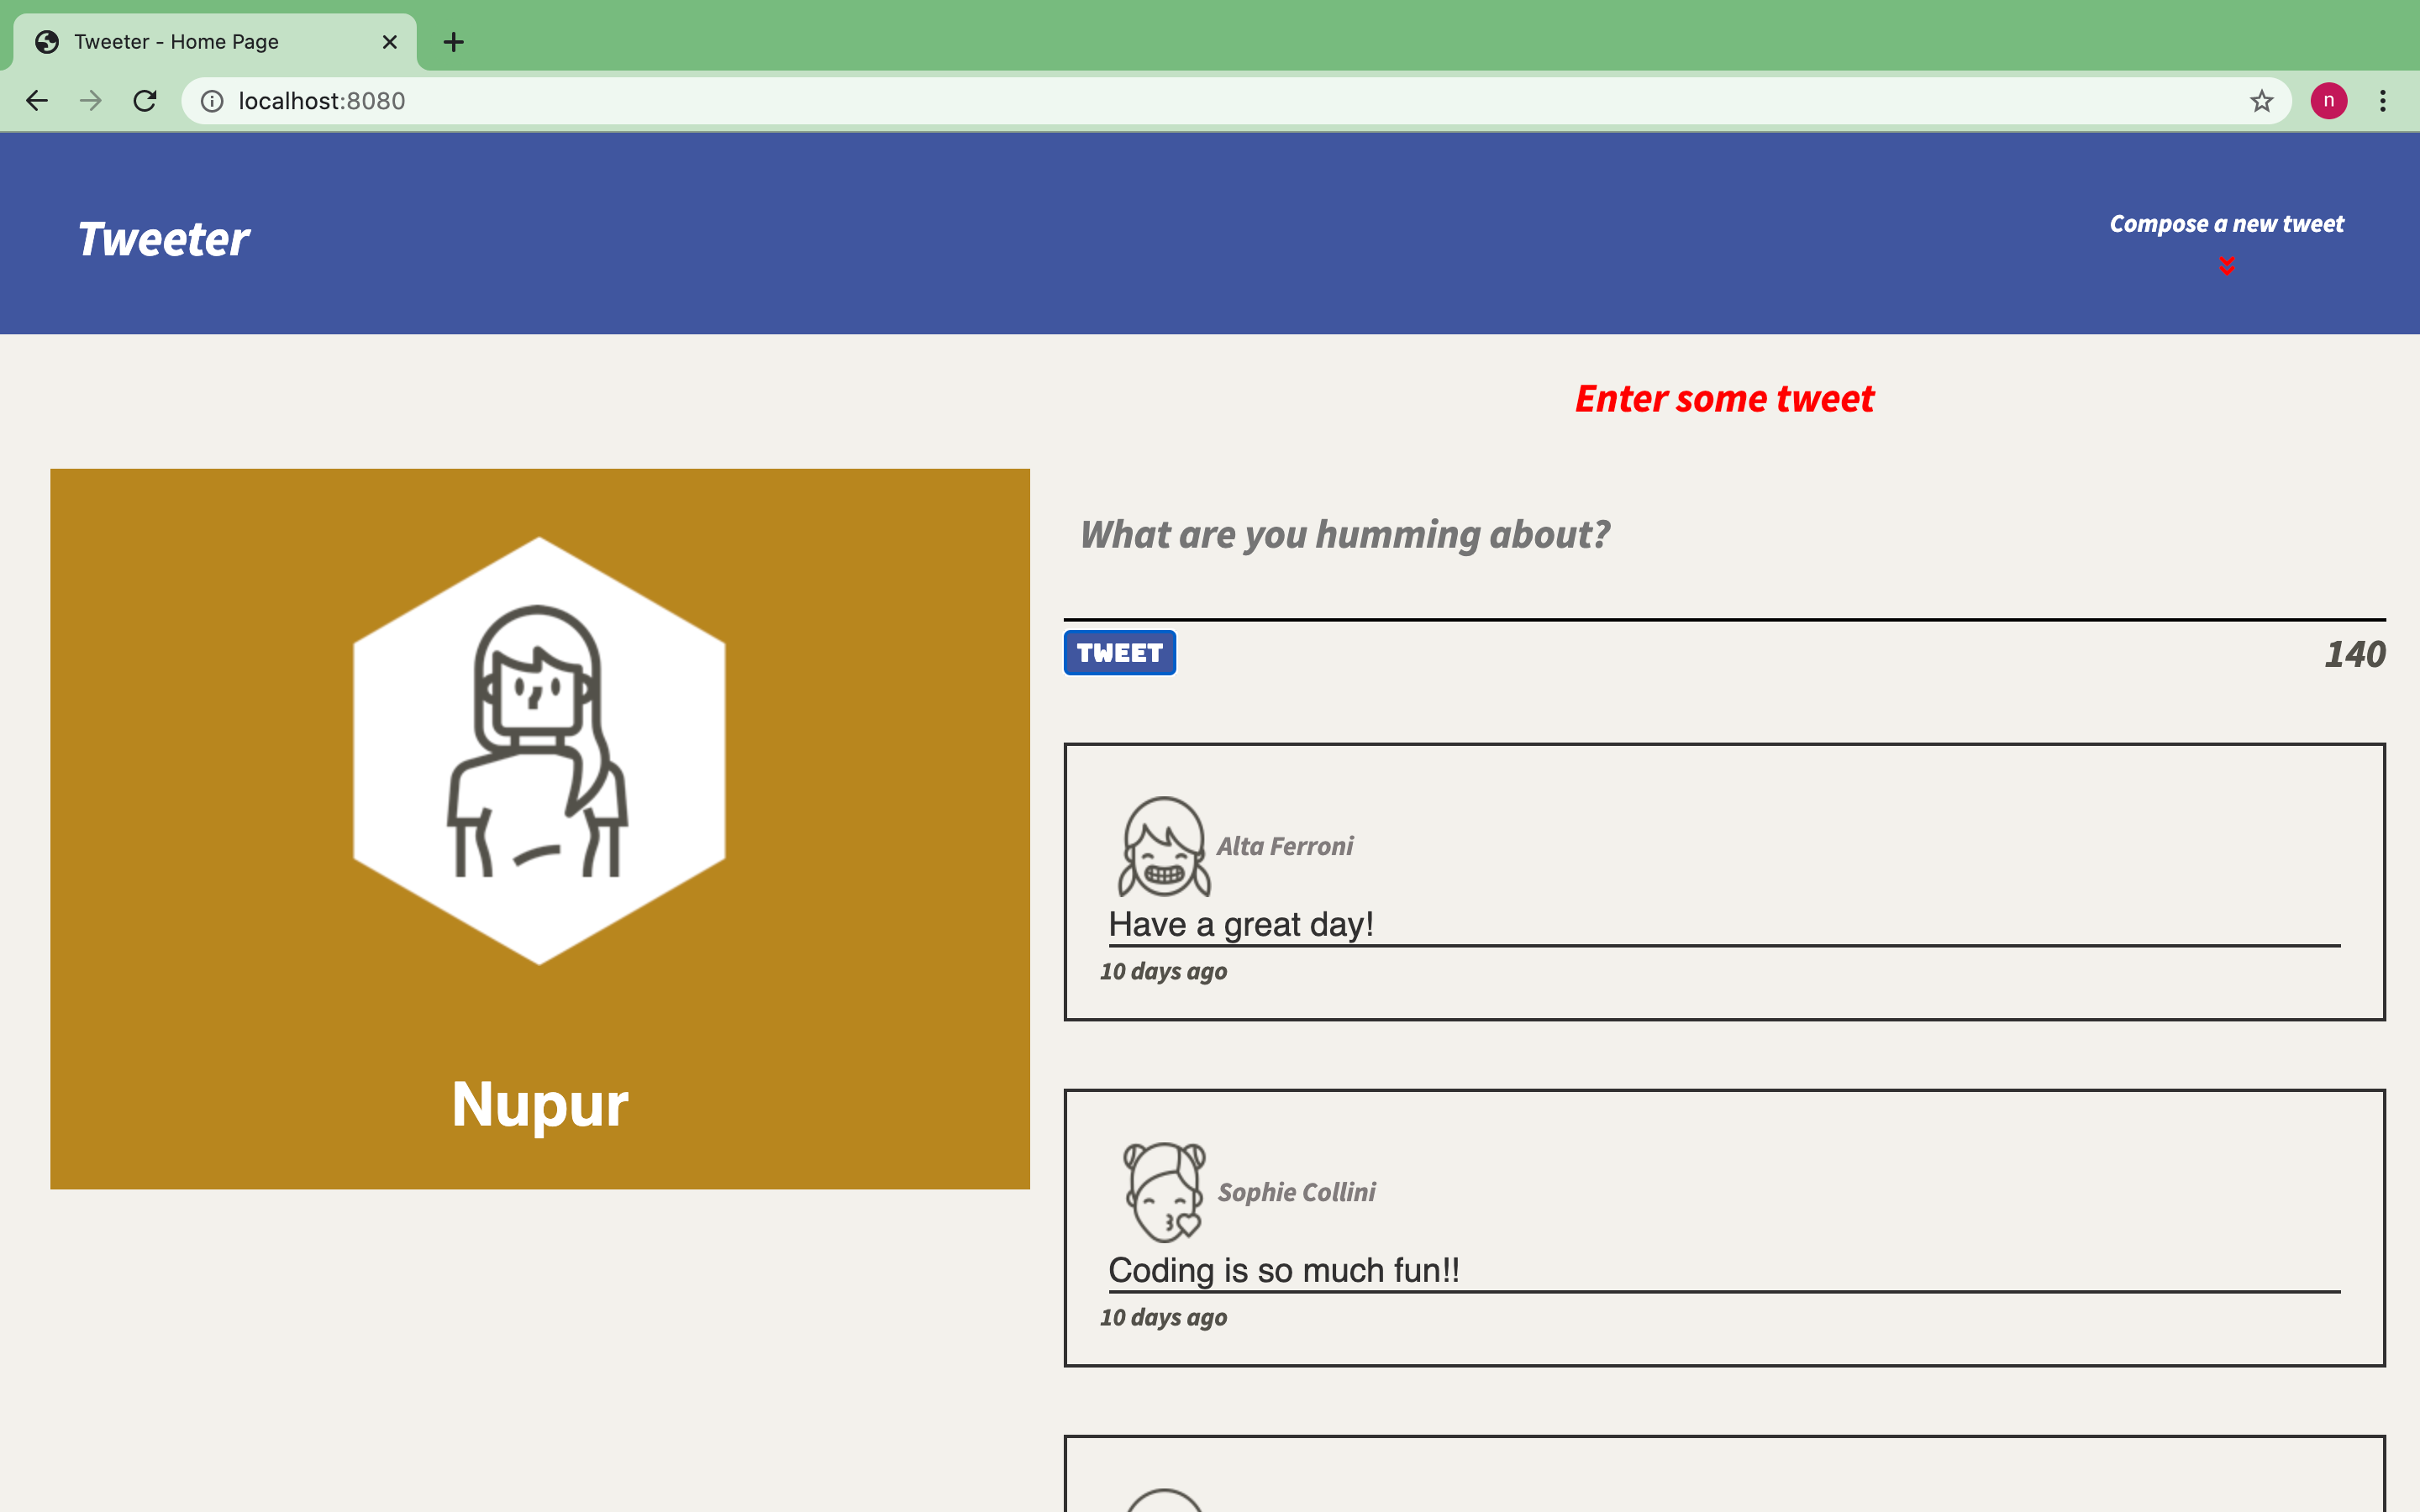 Tweeter - Home Page
localhost:8080
n
Tweeter
Compose a new tweet
Enter some tweet
Nupur
What are you humming about?
TWEET
140
Alta Ferroni
Have a great day!
10 days ago
Sophie Collini
Coding is so much fun!!
10 days ago